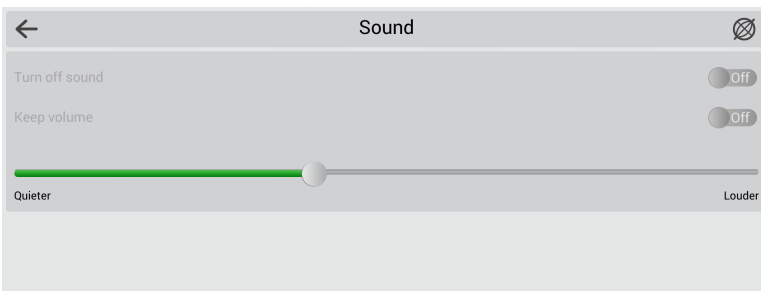 Sound
Turn off sound
Off
Keep volume
Off
Quieter
Louder